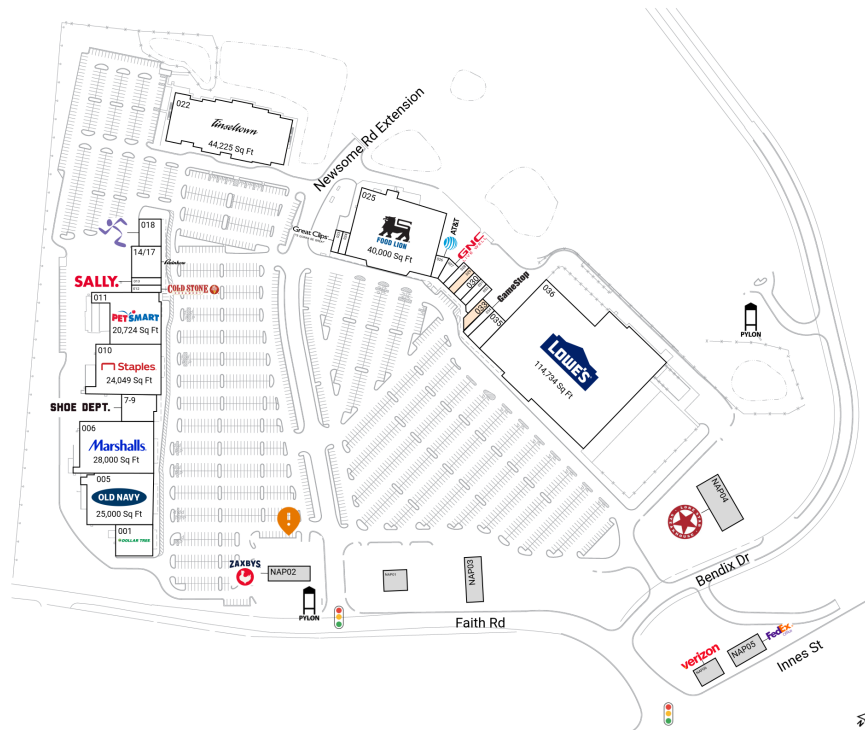 022
Tinseltown
44,225 Sq Ft
Newsome Rd Extension
025
FOOD LION
40,000 Sq Ft
Great Clips
AT&T
GNC
030
GameStop
033
035
036
LOWE'S
114,734 Sq Ft
PYLON
018
14/17
Rainbow
SALLY.
COLD STONE
011
PETSMART
20,724 Sq Ft
010
Staples
24,049 Sq Ft
SHOE DEPT.
7-9
006
Marshalls
28,000 Sq Ft
005
OLD NAVY
25,000 Sq Ft
001
DOLLAR TREE
ZAXBYS
NAP02
PYLON
NAP01
NAP03
NAP04
Faith Rd
Bendix Dr
verizon
NAP05
FedEx
Innes St
N